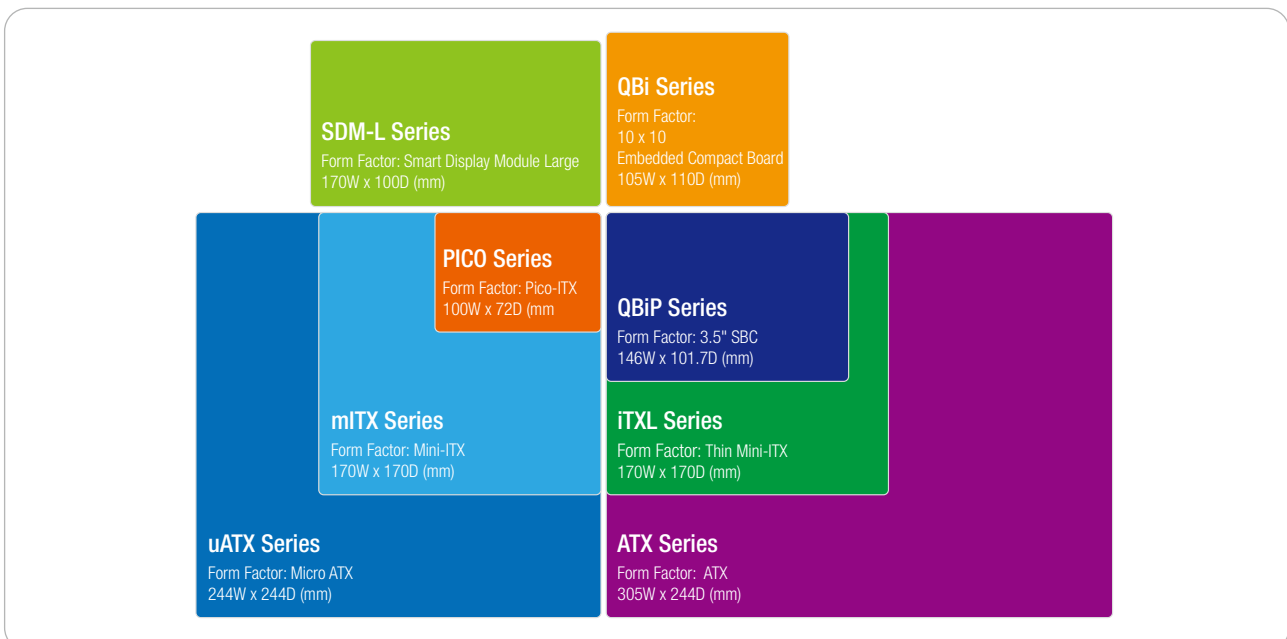 SDM-L Series
Form Factor: Smart Display Module Large
170W x 100D (mm)
QBi Series
Form Factor:
10 x 10
Embedded Compact Board
105W x 110D (mm)
PICO Series
Form Factor: Pico-ITX
100W x 72D (mm
QBiP Series
Form Factor: 3.5" SBC
146W x 101.7D (mm)
mITX Series
Form Factor: Mini-ITX
170W x 170D (mm)
iTXL Series
Form Factor: Thin Mini-ITX
170W x 170D (mm)
uATX Series
Form Factor: Micro ATX
244W x 244D (mm)
ATX Series
Form Factor:  ATX
305W x 244D (mm)